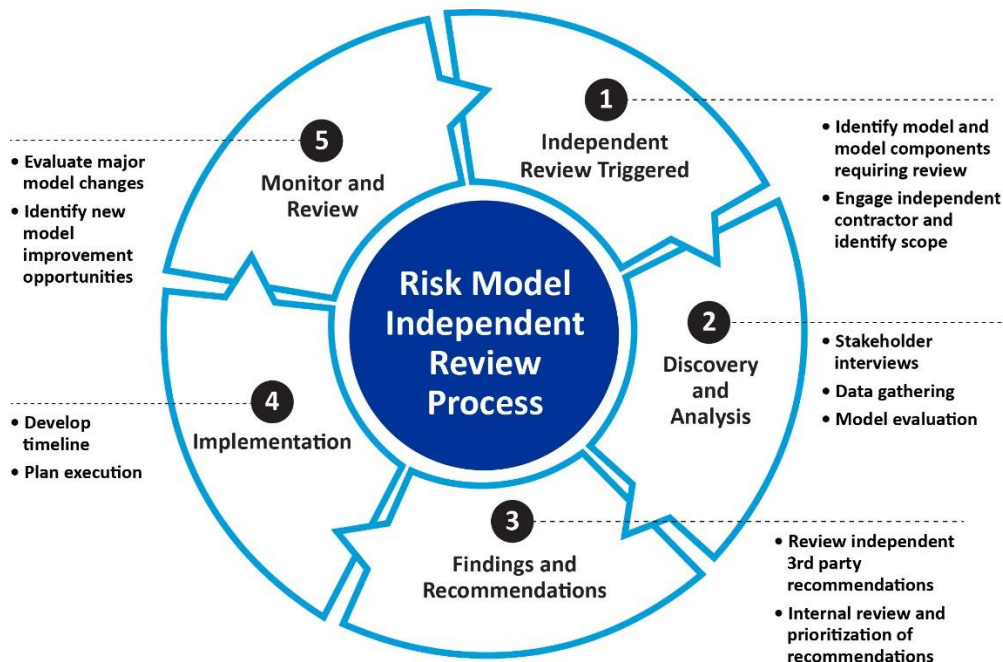 Risk Model
Independent
Review
Process
1
Independent
Review Triggered
• Identify model and
model components
requiring review
• Engage independent
contractor and
identify scope
2
Discovery
and
Analysis
• Stakeholder
interviews
• Data gathering
• Model evaluation
3
Findings and
Recommendations
• Review independent
3rd party
recommendations
• Internal review and
prioritization of
recommendations
4
Implementation
• Develop
timeline
• Plan execution
5
Monitor and
Review
• Evaluate major
model changes
• Identify new
model
improvement
opportunities